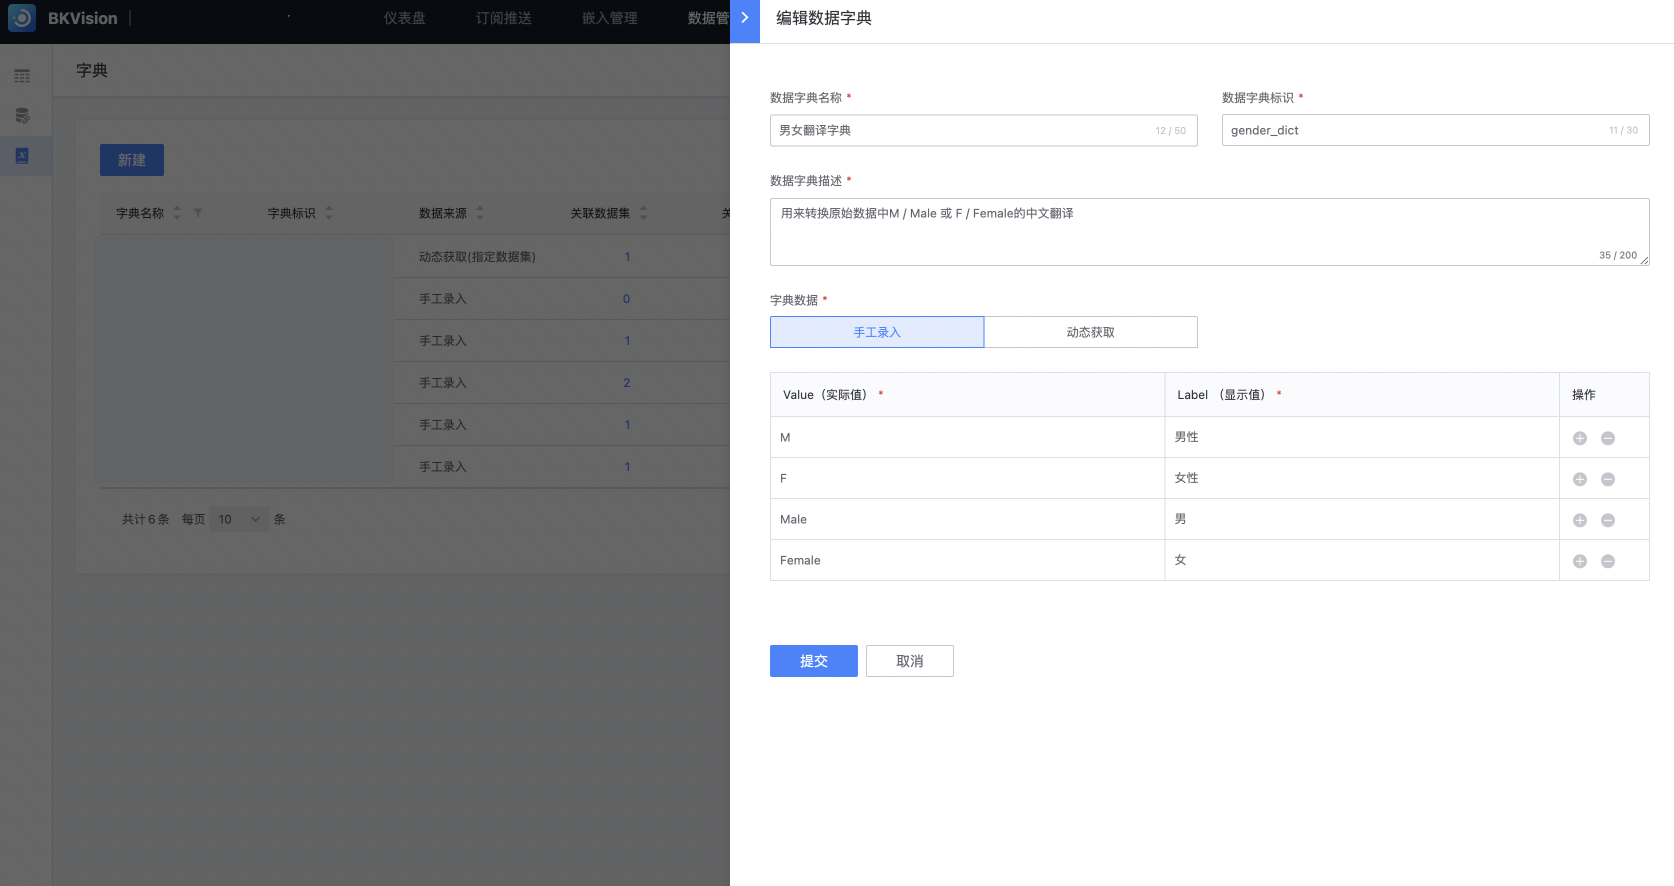 BKVision
仪表盘
订阅推送
嵌入管理
数据管
编辑数据字典
字典
新建
字典名称
字典标识
数据来源
关联数据集
动态获取(指定数据集)
1
手工录入
0
手工录入
1
手工录入
2
手工录入
1
手工录入
1
共计 6 条 每页 10 条
数据字典名称 *
男女翻译字典
12 / 50
数据字典标识 *
gender_dict
11 / 30
数据字典描述 *
用来转换原始数据中M / Male 或 F / Female的中文翻译
35 / 200
字典数据 *
手工录入
动态获取
Value（实际值） *
Label （显示值） *
操作
M
男性
F
女性
Male
男
Female
女
提交
取消